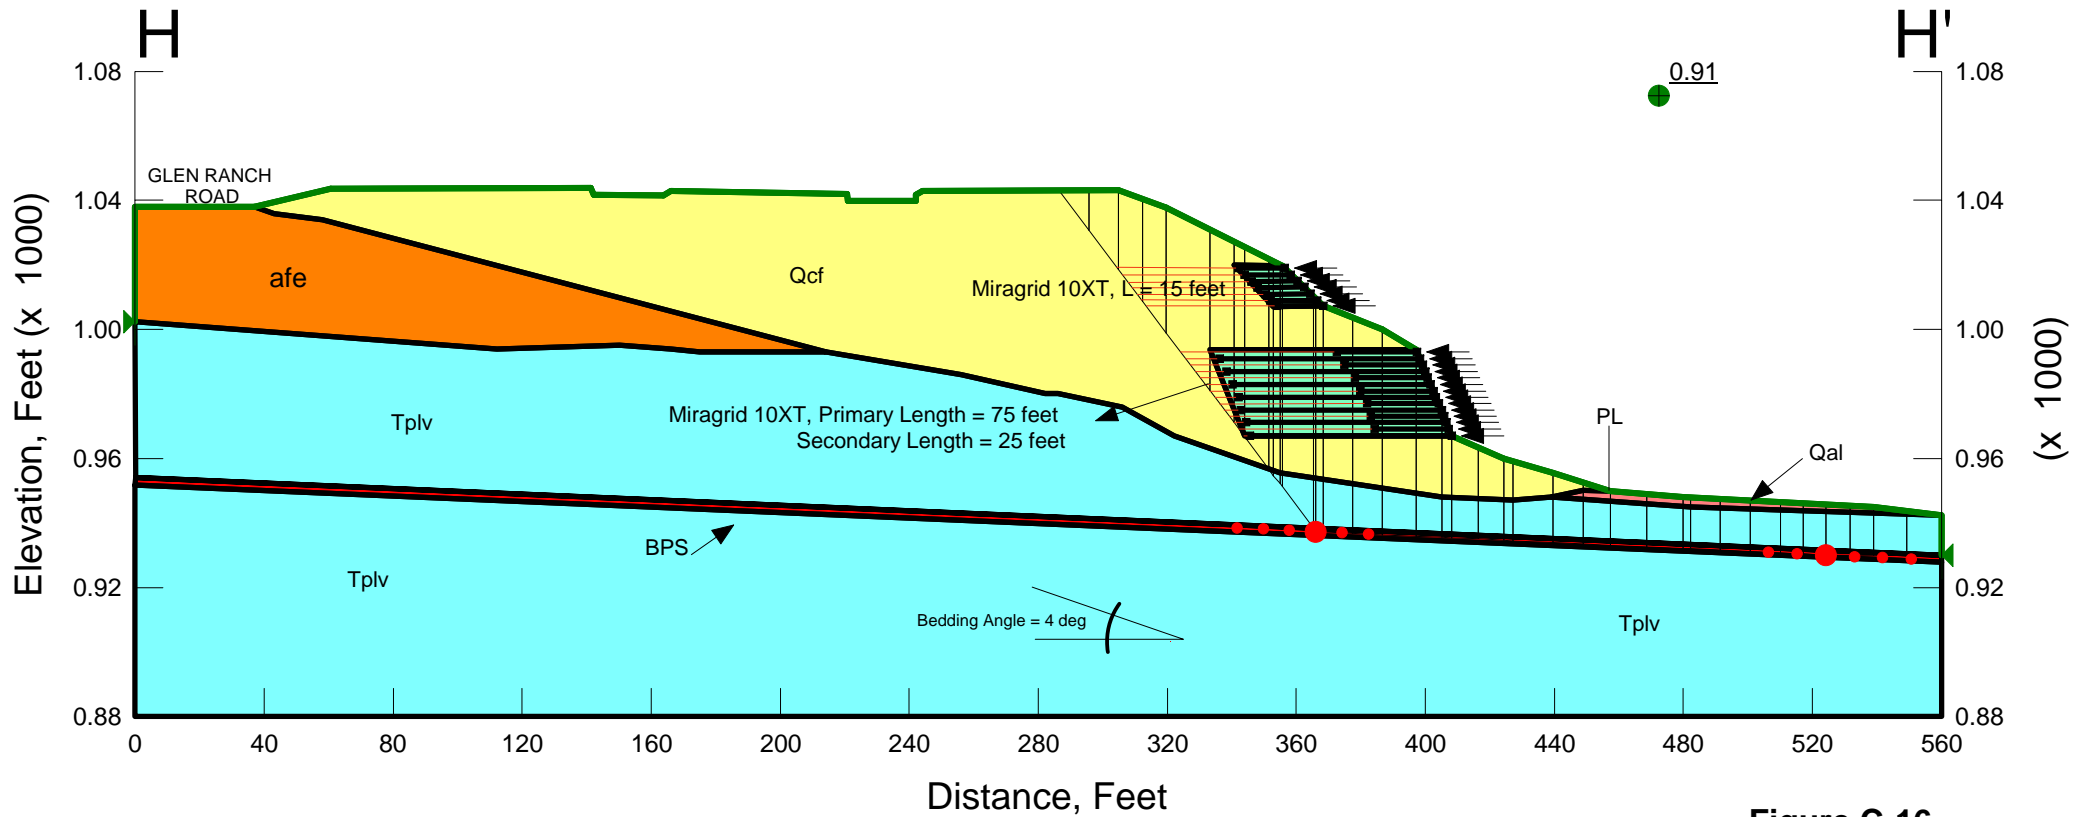 H
H'
1.08
1.08
0.91
GLEN RANCH
ROAD
1.04
1.04
afe
Qcf
Miragrid 10XT, L = 15 feet
1.00
1.00
Elevation, Feet (x 1000)
(x 1000)
Miragrid 10XT, Primary Length = 75 feet
Secondary Length = 25 feet
Tplv
PL
Qal
0.96
0.96
BPS
Tplv
0.92
0.92
Bedding Angle = 4 deg
Tplv
0.88
0.88
0 40 80 120 160 200 240 280 320 360 400 440 480 520 560
Distance, Feet
Figure C-16